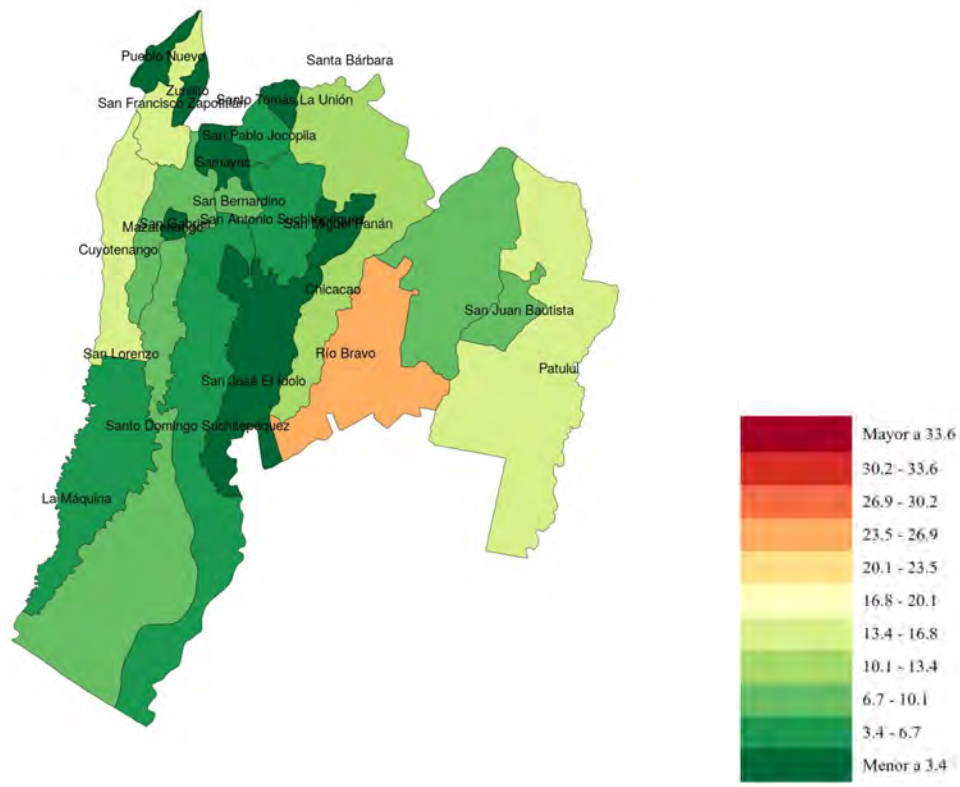 Pueblo Nuevo
Santa Bárbara
Zunilito
San Francisco Zapotitlán
Santo Tomás La Unión
San Pablo Jocopila
Samayac
San Bernardino
San Gabriel
San Antonio Suchitepéquez
Mazatenango
San Miguel Panán
Cuyotenango
Chicacao
San Juan Bautista
San Lorenzo
Río Bravo
Patulul
San José El Ídolo
Santo Domingo Suchitepéquez
La Máquina
Mayor a 33.6
30.2 - 33.6
26.9 - 30.2
23.5 - 26.9
20.1 - 23.5
16.8 - 20.1
13.4 - 16.8
10.1 - 13.4
6.7 - 10.1
3.4 - 6.7
Menor a 3.4